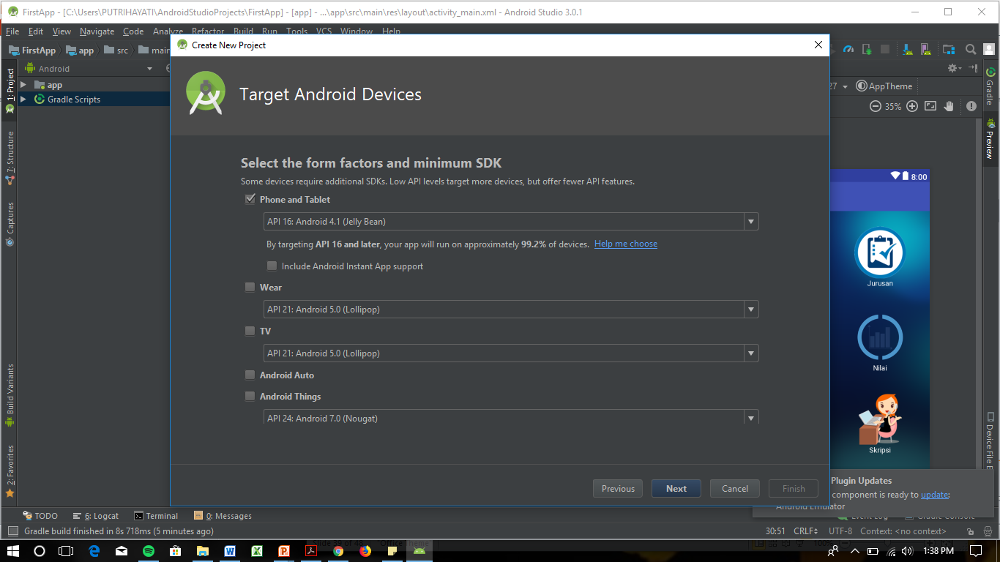 FirstApp - [C:\Users\PUTRIHAYATI\AndroidStudioProjects\FirstApp] - [app] - ...\app\src\main\res\layout\activity_main.xml - Android Studio 3.0.1
File Edit View Navigate Code Analyze Refactor Build Run Tools VCS Window Help
FirstApp app src main
Create New Project
Android
1: Project
app
Gradle Scripts
7: Structure
Captures
Build Variants
2: Favorites
Target Android Devices
Select the form factors and minimum SDK
Some devices require additional SDKs. Low API levels target more devices, but offer fewer API features.
Phone and Tablet
API 16: Android 4.1 (Jelly Bean)
By targeting API 16 and later, your app will run on approximately 99.2% of devices. Help me choose
Include Android Instant App support
Wear
API 21: Android 5.0 (Lollipop)
TV
API 21: Android 5.0 (Lollipop)
Android Auto
Android Things
API 24: Android 7.0 (Nougat)
Previous Next Cancel Finish
27 AppTheme
35%
8:00
Jurusan
Nilai
Skripsi
Gradle
Preview
Device File E
Plugin Updates
component is ready to update:
Android Emulator
Event Log Gradle Console
TODO 6: Logcat Terminal 0: Messages
Gradle build finished in 8s 718ms (5 minutes ago)
30:51 CRLF UTF-8 Context: <no context>
1:38 PM